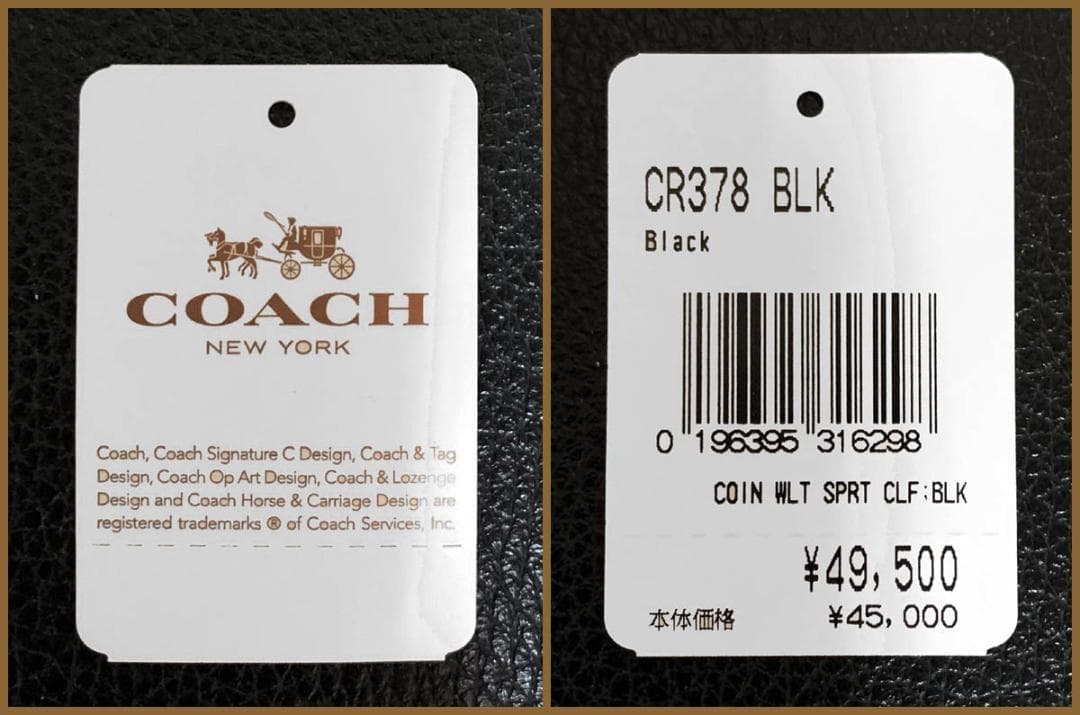 COACH
NEW YORK
Coach, Coach Signature C Design, Coach & Tag
Design, Coach Op Art Design, Coach & Lozenge
Design and Coach Horse & Carriage Design are
registered trademarks ® of Coach Services, Inc.
CR378 BLK
Black
0 196395 316298
COIN WLT SPRT CLF:BLK
¥49,500
本体価格 ¥45,000